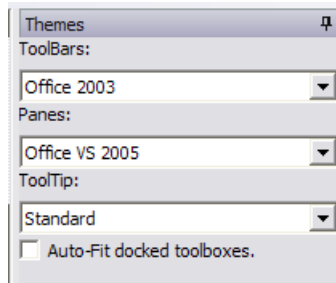 Themes
ToolBars:
Office 2003
Panes:
Office VS 2005
ToolTip:
Standard
Auto-Fit docked toolboxes.